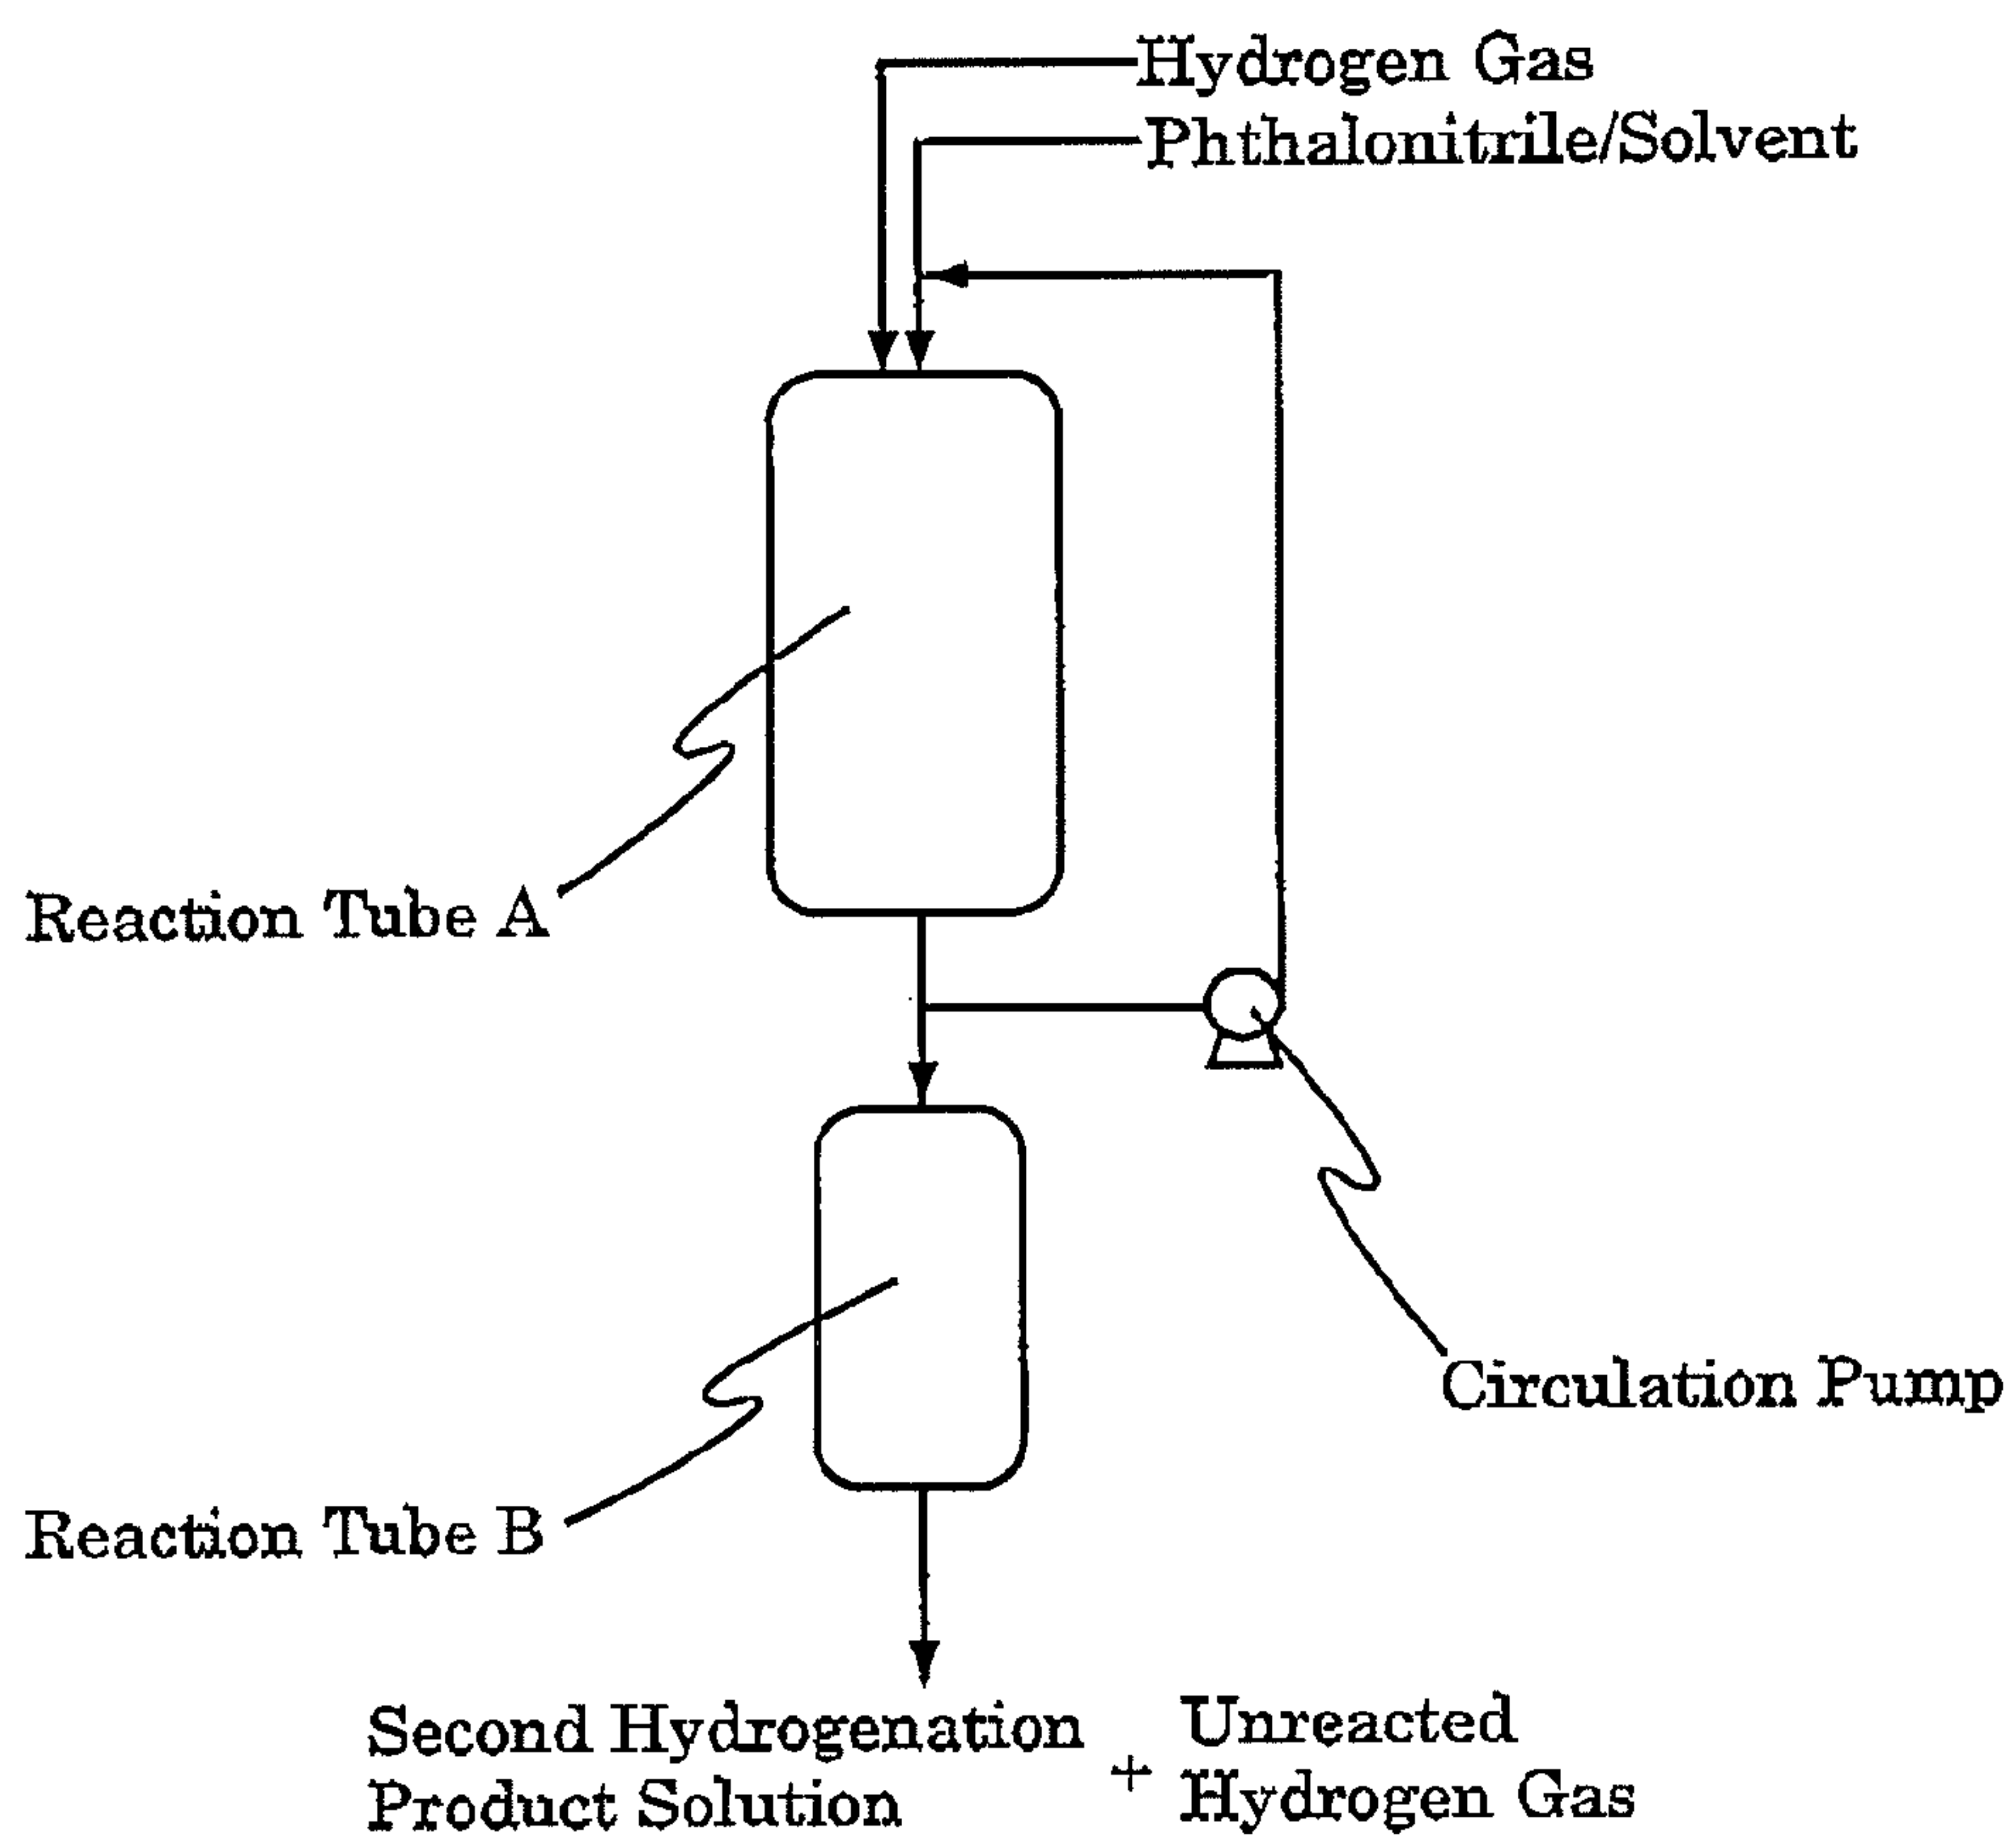 Hydrogen Gas
Phthalonitrile/Solvent
Reaction Tube A
Circulation Pump
Reaction Tube B
Second Hydrogenation
Product Solution
+
Unreacted
Hydrogen Gas